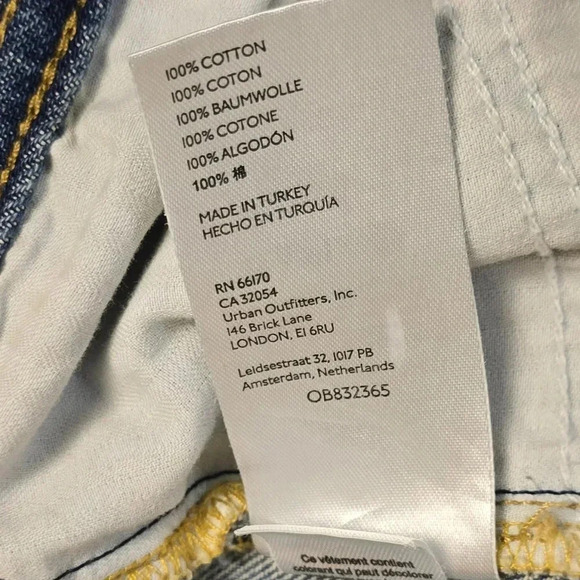 100% COTTON
100% COTON
100% BAUMWOLLE
100% COTONE
100% ALGODÓN
100% 棉
MADE IN TURKEY
HECHO EN TURQUÍA
RN 66170
CA 32054
Urban Outfitters, Inc.
146 Brick Lane
LONDON, E1 6RU
Leidsestraat 32, 1017 PB
Amsterdam, Netherlands
OB832365
Ce vêtement contient
colorant qui peut décolorer